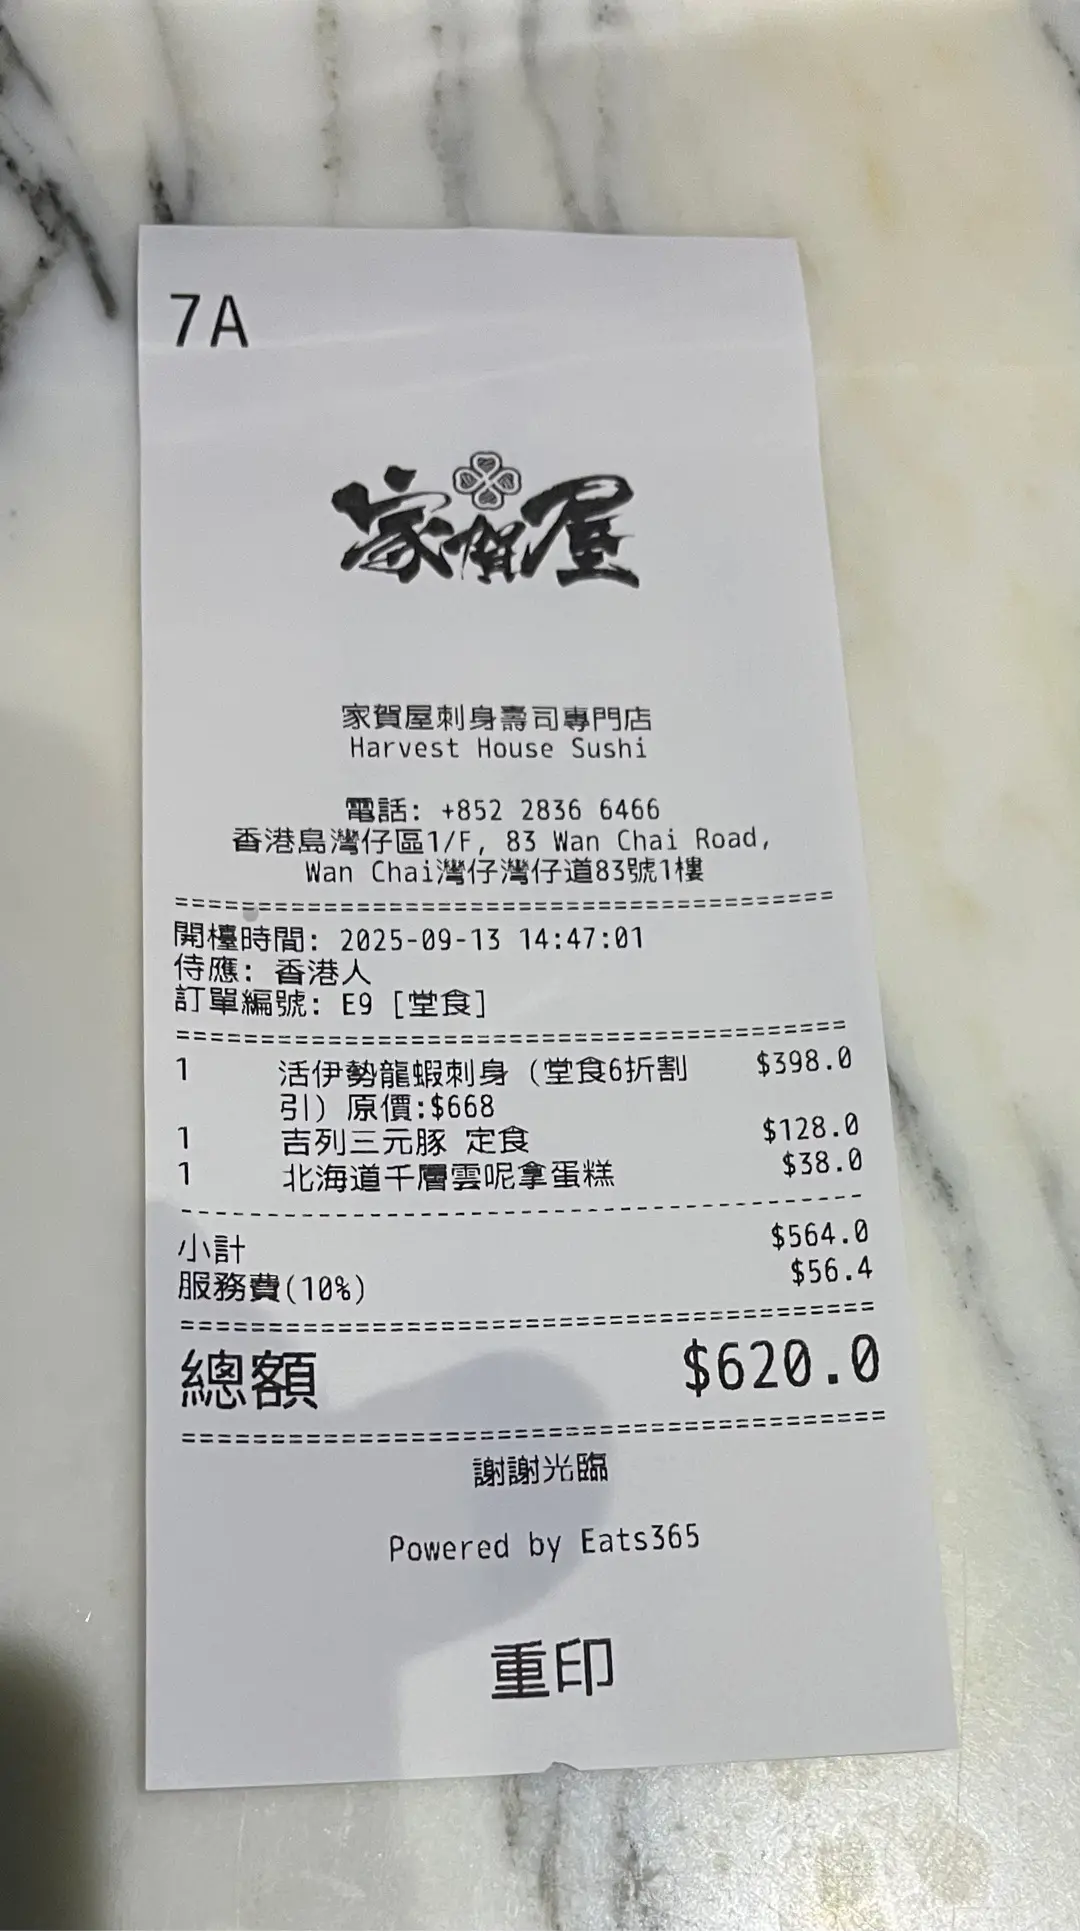 7A
家賀屋
家賀屋刺身壽司專門店
Harvest House Sushi
電話: +852 2836 6466
香港島灣仔區1/F, 83 Wan Chai Road,
Wan Chai灣仔灣仔道83號1樓
========================================
開檯時間: 2025-09-13 14:47:01
侍應: 香港人
訂單編號: E9 [堂食]
========================================
1 活伊勢龍蝦刺身 (堂食6折割 $398.0
引) 原價:$668
1 吉列三元豚 定食 $128.0
1 北海道千層雲呢拿蛋糕 $38.0
----------------------------------------
小計 $564.0
服務費(10%) $56.4
========================================
總額 $620.0
========================================
謝謝光臨
Powered by Eats365
重印